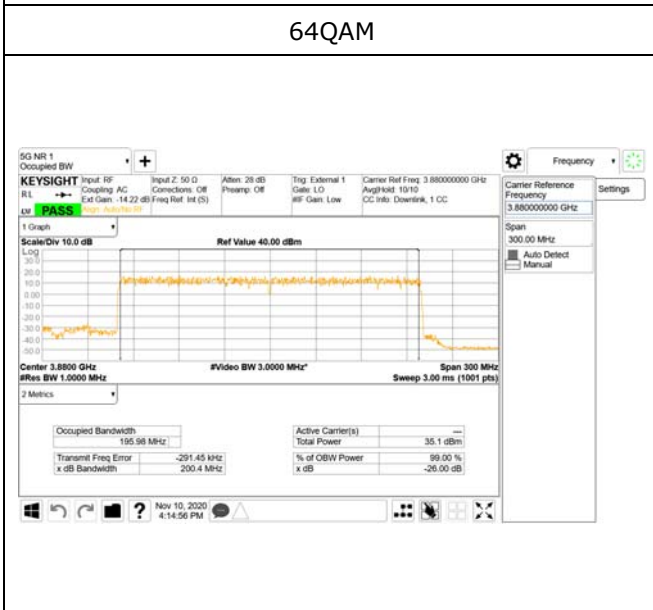 64QAM
5G NR 1
Occupied BW
Frequency
KEYSIGHT
RL
PASS
Input: RF
Coupling: AC
Ext Gain: -14.22 dB
Align: Auto/No RF
Input Z: 50 Ω
Corrections: Off
Freq Ref: Int (S)
Atten: 28 dB
Preamp: Off
Trig: External 1
Gate: LO
#IF Gain: Low
Carrier Ref Freq: 3.880000000 GHz
Avg|Hold: 10/10
CC Info: Downlink, 1 CC
Carrier Reference
Frequency
3.880000000 GHz
Settings
Span
300.00 MHz
Auto Detect
Manual
1 Graph
Scale/Div 10.0 dB
Ref Value 40.00 dBm
Log
30.0
20.0
10.0
0.00
-10.0
-20.0
-30.0
-40.0
-50.0
Center 3.8800 GHz
#Video BW 3.0000 MHz*
Span 300 MHz
#Res BW 1.0000 MHz
Sweep 3.00 ms (1001 pts)
2 Metrics
Occupied Bandwidth
195.98 MHz
Transmit Freq Error -291.45 kHz
x dB Bandwidth 200.4 MHz
Active Carrier(s) ---
Total Power 35.1 dBm
% of OBW Power 99.00 %
x dB -26.00 dB
Nov 10, 2020
4:14:56 PM